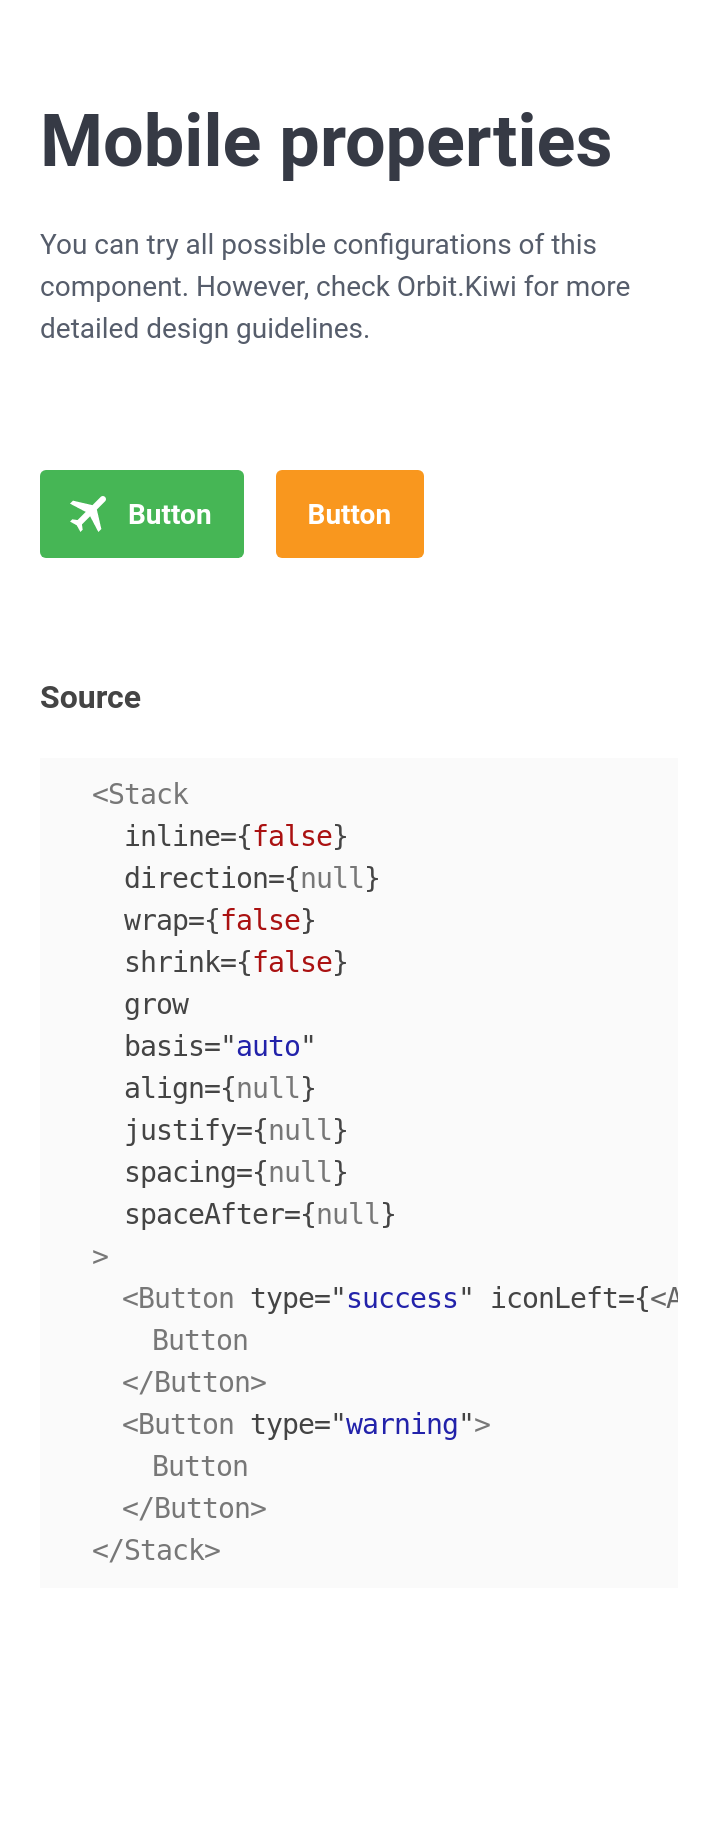 Mobile properties
You can try all possible configurations of this
component. However, check Orbit.Kiwi for more
detailed design guidelines.
Button Button
Source
<Stack
inline={false}
direction={null}
wrap={false}
shrink={false}
grow
basis="auto"
align={null}
justify={null}
spacing={null}
spaceAfter={null}
>
<Button type="success" iconLeft={<A
Button
</Button>
<Button type="warning">
Button
</Button>
</Stack>